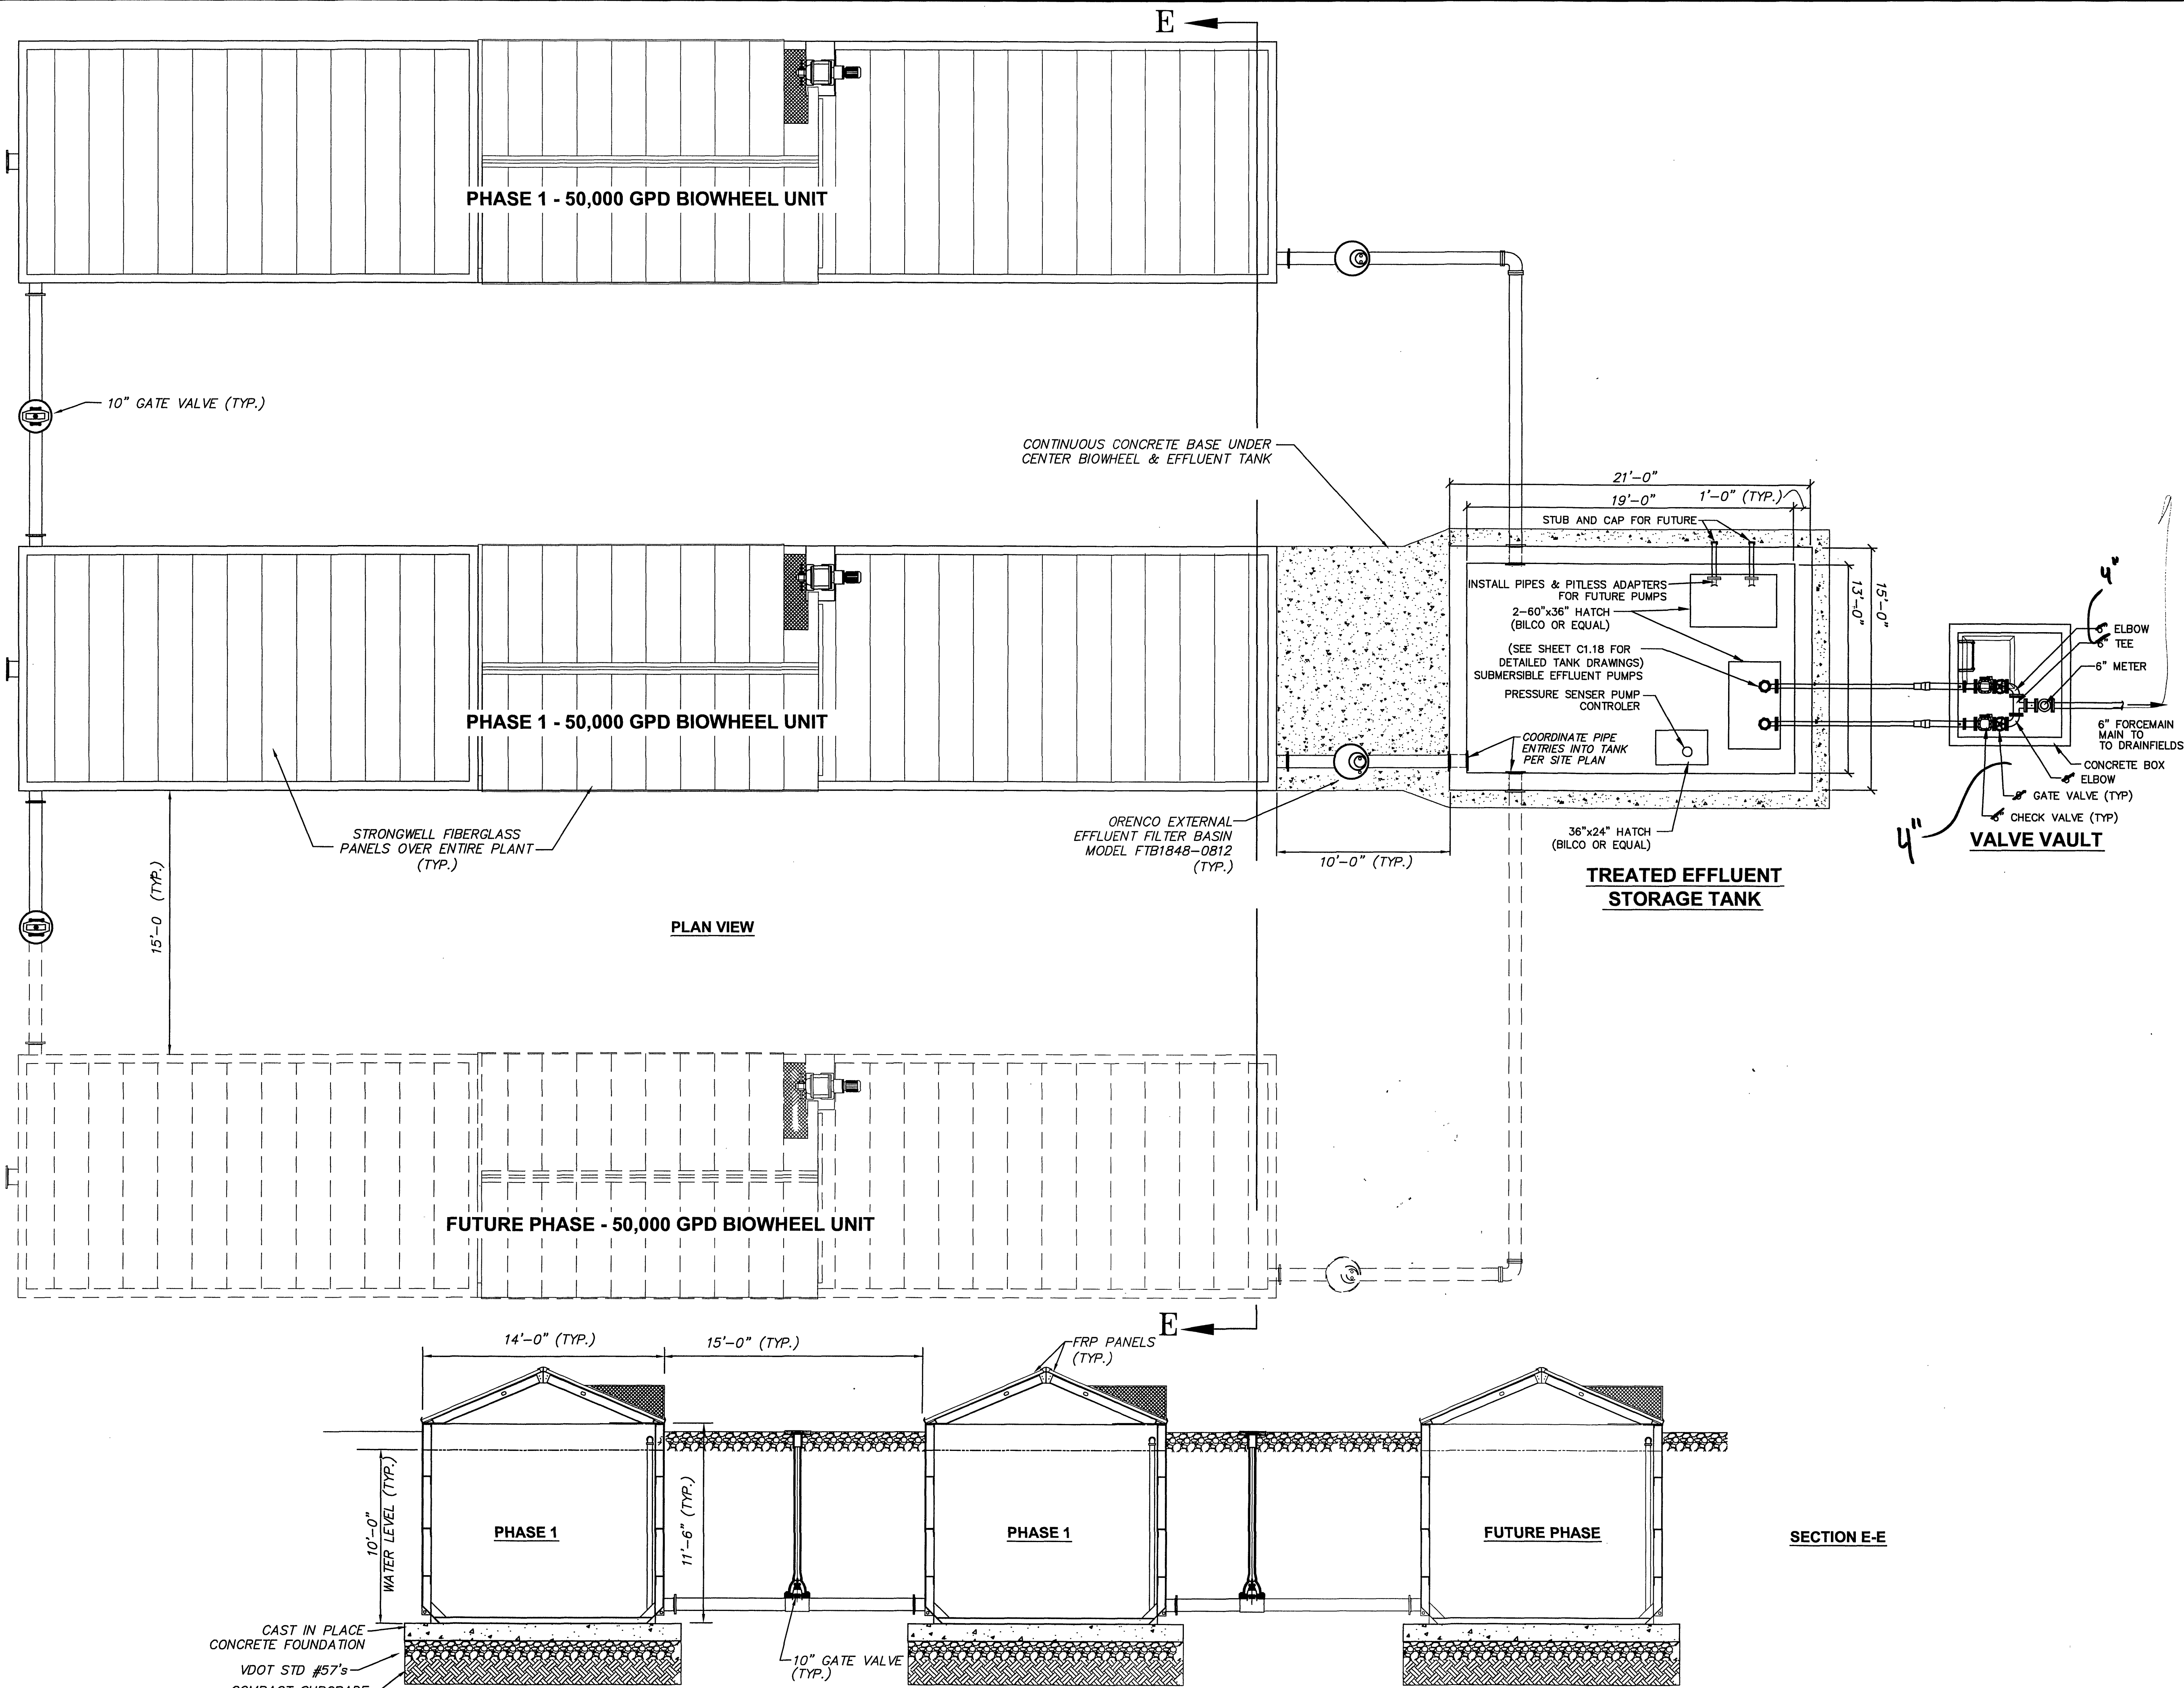 E
PHASE 1 - 50,000 GPD BIOWHEEL UNIT
10" GATE VALVE (TYP.)
CONTINUOUS CONCRETE BASE UNDER
CENTER BIOWHEEL & EFFLUENT TANK
21'-0"
19'-0"
1'-0" (TYP.)
STUB AND CAP FOR FUTURE
INSTALL PIPES & PITLESS ADAPTERS
FOR FUTURE PUMPS
2-60"x36" HATCH
(BILCO OR EQUAL)
(SEE SHEET C1.18 FOR
DETAILED TANK DRAWINGS)
SUBMERSIBLE EFFLUENT PUMPS
PRESSURE SENSER PUMP
CONTROLER
COORDINATE PIPE
ENTRIES INTO TANK
PER SITE PLAN
13'-0"
15'-0"
4"
ELBOW
6" TEE
6" METER
6" FORCEMAIN
MAIN TO
TO DRAINFIELDS
CONCRETE BOX
ELBOW
GATE VALVE (TYP)
CHECK VALVE (TYP)
4"
VALVE VAULT
PHASE 1 - 50,000 GPD BIOWHEEL UNIT
STRONGWELL FIBERGLASS
PANELS OVER ENTIRE PLANT
(TYP.)
ORENCO EXTERNAL
EFFLUENT FILTER BASIN
MODEL FTB1848-0812
(TYP.)
10'-0" (TYP.)
36"x24" HATCH
(BILCO OR EQUAL)
TREATED EFFLUENT
STORAGE TANK
15'-0 (TYP.)
PLAN VIEW
FUTURE PHASE - 50,000 GPD BIOWHEEL UNIT
E
14'-0" (TYP.)
15'-0" (TYP.)
FRP PANELS
(TYP.)
10'-0"
WATER LEVEL (TYP.)
11'-6" (TYP.)
PHASE 1
PHASE 1
FUTURE PHASE
SECTION E-E
CAST IN PLACE
CONCRETE FOUNDATION
VDOT STD #57's
10" GATE VALVE
(TYP.)
COMPACT SUBGRADE